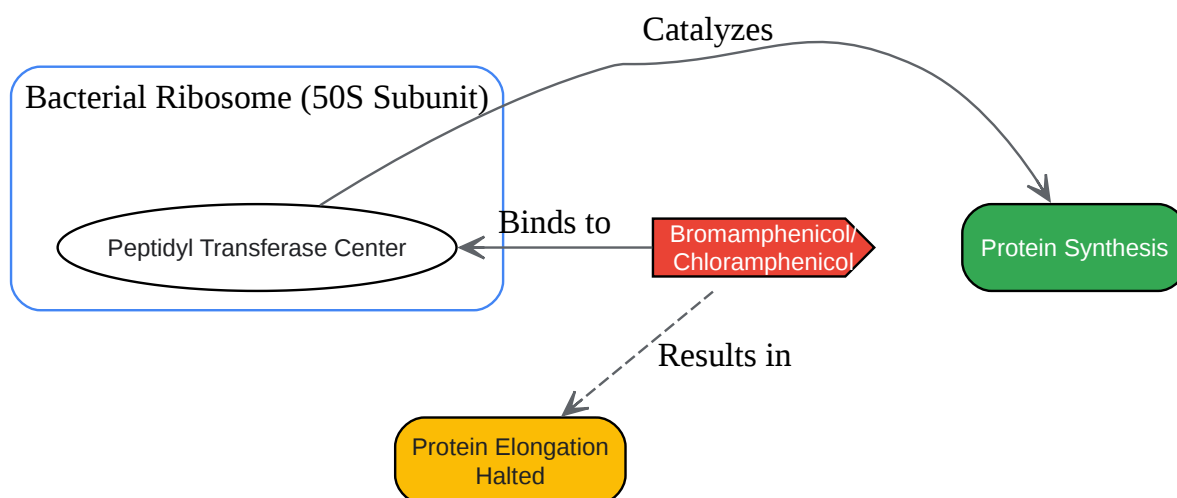 Catalyzes
Bacterial Ribosome (50S Subunit)
Peptidyl Transferase Center
Binds to
Bromamphenicol/
Chloramphenicol
Protein Synthesis
Results in
Protein Elongation
Halted